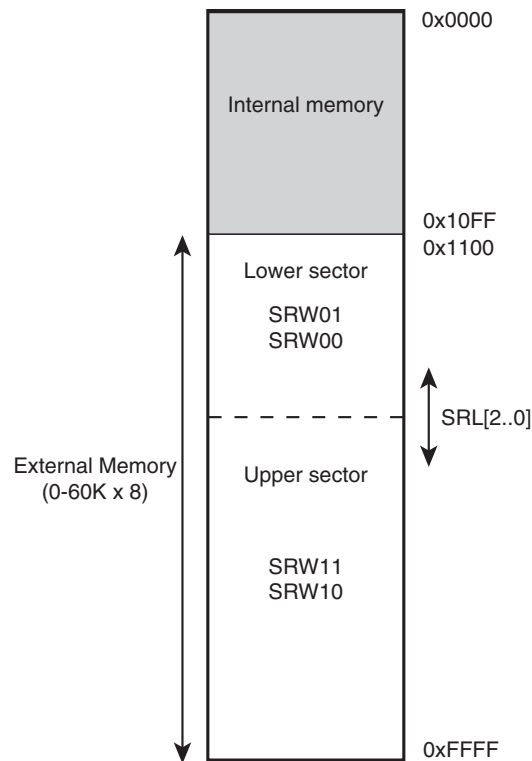 0x0000
Internal memory
0x10FF
0x1100
Lower sector
SRW01
SRW00
SRL[2..0]
External Memory
(0-60K x 8)
Upper sector
SRW11
SRW10
0xFFFF